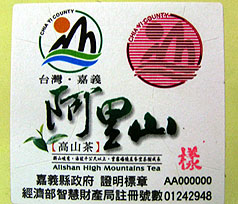 CHIA YI COUNTY
CHIA YI COUNTY
台灣・嘉義
阿里山
【高山茶】
Alishan High Mountains Tea
樣
嘉義縣政府 證明標章 AA000000
經濟部智慧財產局註冊號數01242948